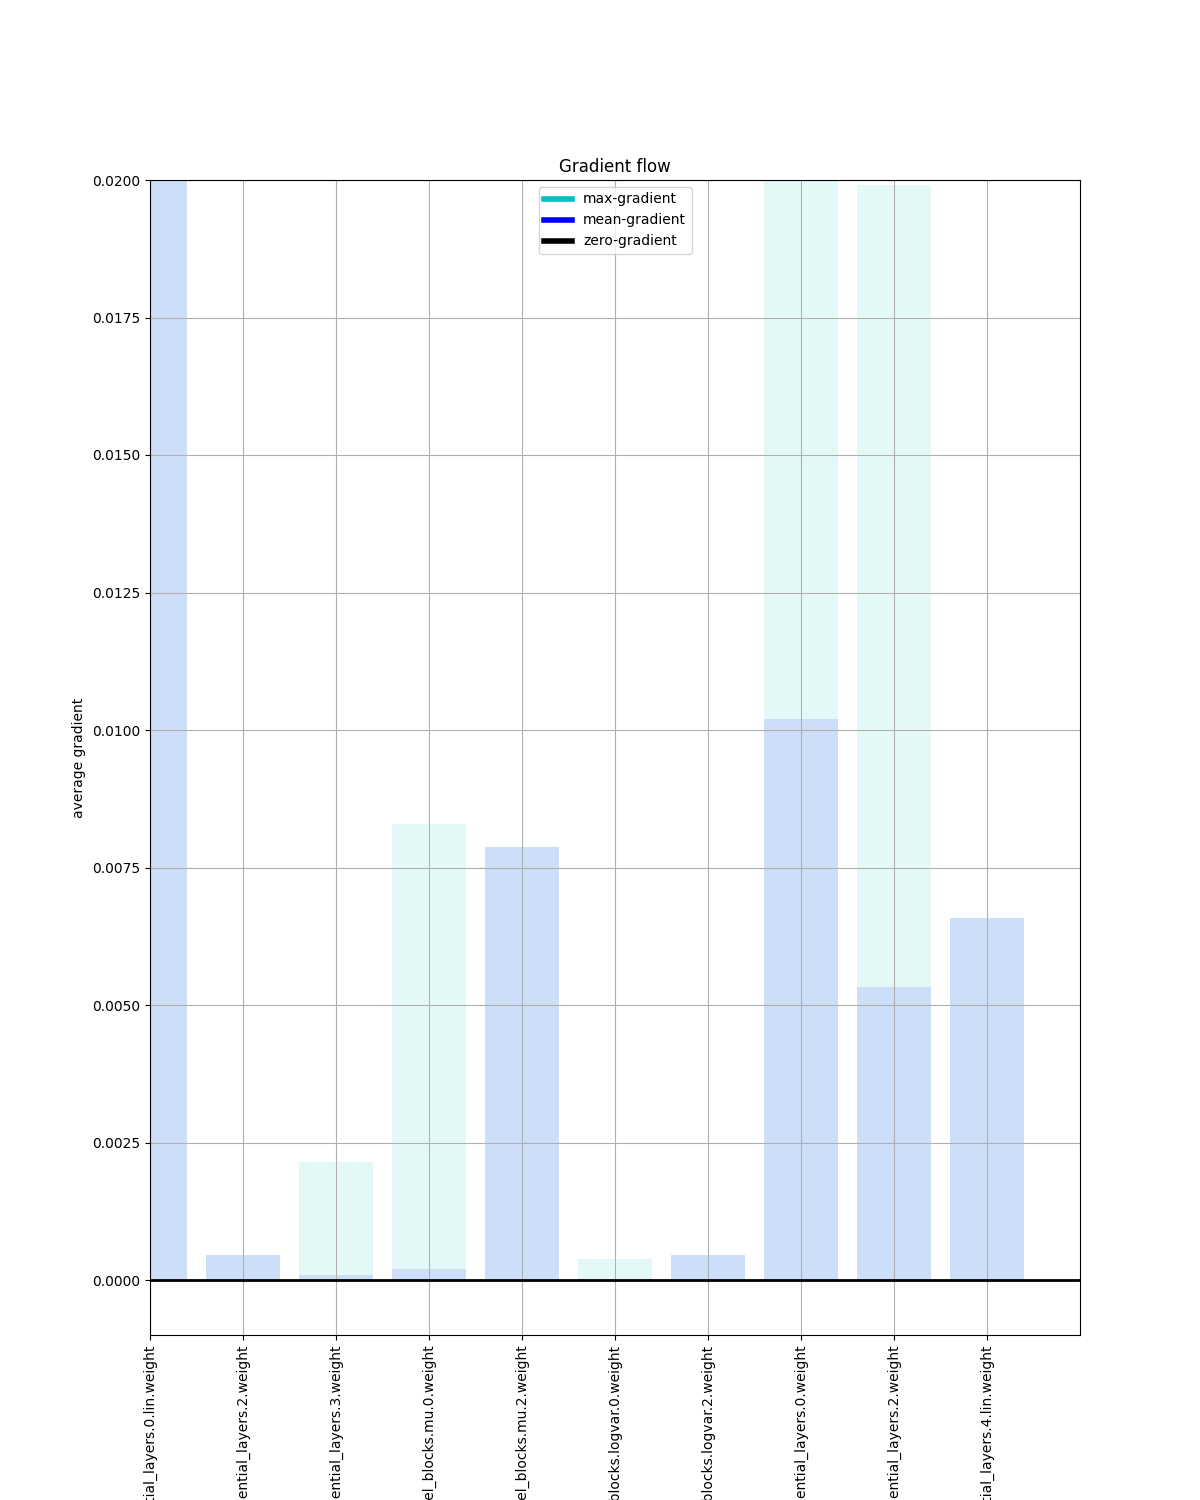 Gradient flow
max-gradient
mean-gradient
zero-gradient
0.0200
0.0175
0.0150
0.0125
0.0100
0.0075
0.0050
0.0025
0.0000
average gradient
tial_layers.0.lin.weight
ential_layers.2.weight
ential_layers.3.weight
el_blocks.mu.0.weight
el_blocks.mu.2.weight
blocks.logvar.0.weight
blocks.logvar.2.weight
ential_layers.0.weight
ential_layers.2.weight
tial_layers.4.lin.weight